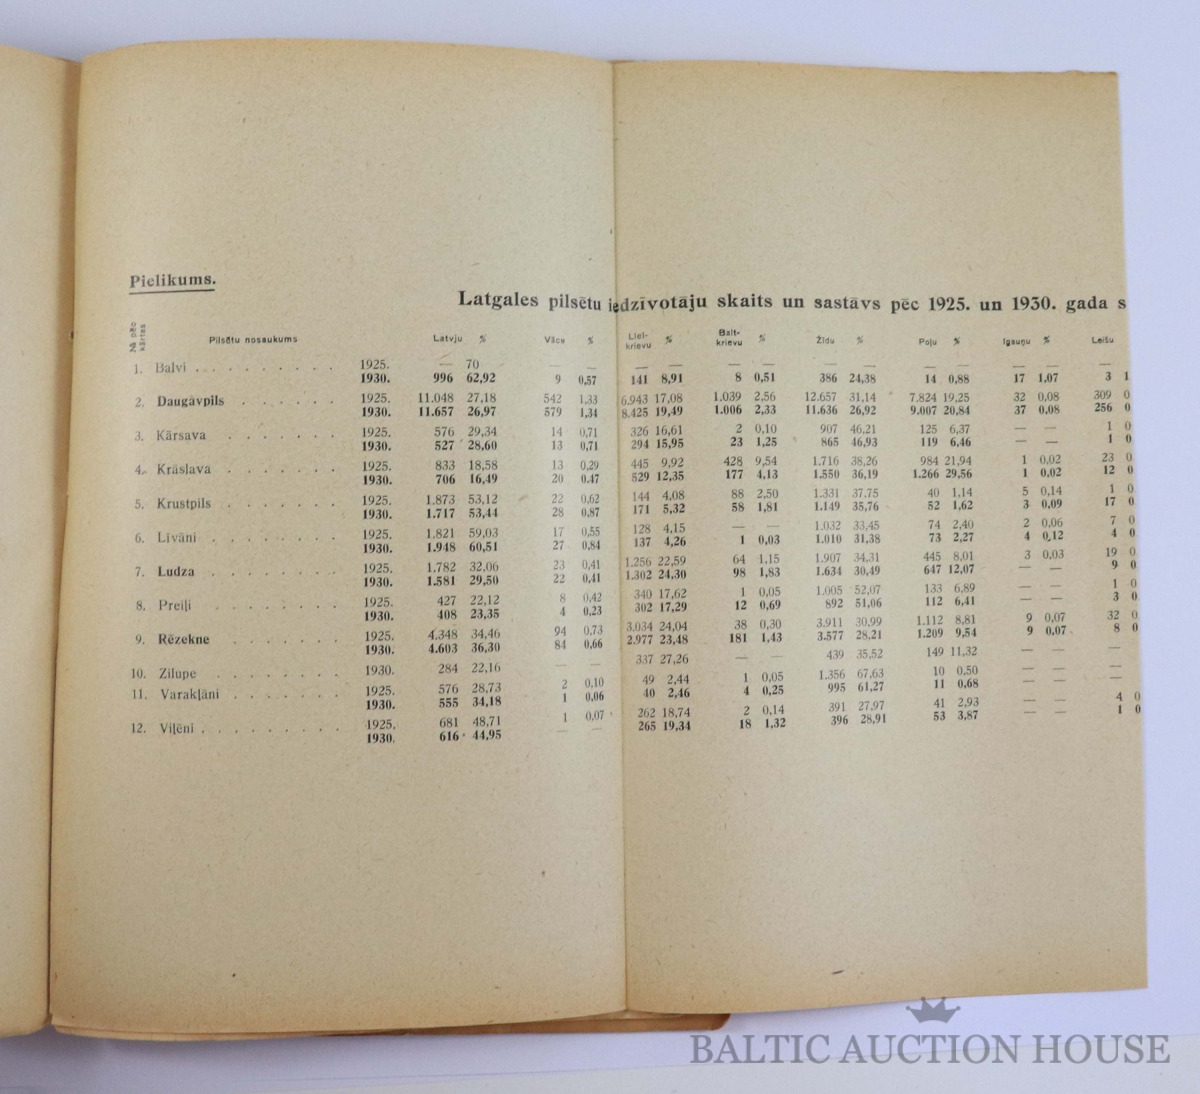 Pielikums.
Latgales pilsētu iedzīvotāju skaits un sastāvs pēc 1925. un 1930. gada s
№ pēc kārtas Pilsētu nosaukums Latvju % Vācu % Lielkrievu % Baltkrievu % Žīdu % Poļu % Igauņu % Leišu
1. Balvi . . . . . . . . . . 1925. — 70 — — — — — — — — — — — — —
1930. 996 62,92 9 0,57 141 8,91 8 0,51 386 24,38 14 0,88 17 1,07 3 1
2. Daugavpils . . . . . . 1925. 11.048 27,18 542 1,33 6.943 17,08 1.039 2,56 12.657 31,14 7.824 19,25 32 0,08 309 0
1930. 11.657 26,97 579 1,34 8.425 19,49 1.006 2,33 11.636 26,92 9.007 20,84 37 0,08 256 0
3. Kārsava . . . . . . . 1925. 576 29,34 14 0,71 326 16,61 2 0,10 907 46,21 125 6,37 — — 1 0
1930. 527 28,60 13 0,71 294 15,95 23 1,25 865 46,93 119 6,46 — — 1 0
4. Krāslava . . . . . . . 1925. 833 18,58 13 0,29 445 9,92 428 9,54 1.716 38,26 984 21,94 1 0,02 23 0
1930. 706 16,49 20 0.47 529 12,35 177 4,13 1.550 36,19 1.266 29,56 1 0,02 12 0
5. Krustpils . . . . . . . 1925. 1.873 53,12 22 0,62 144 4,08 88 2,50 1.331 37.75 40 1,14 5 0,14 1 0
1930. 1.717 53,44 28 0,87 171 5,32 58 1,81 1.149 35,76 52 1,62 3 0,09 17 0
6. Līvāni . . . . . . . . 1925. 1.821 59,03 17 0,55 128 4,15 — — 1.032 33,45 74 2,40 2 0,06 7 0
1930. 1.948 60,51 27 0,84 137 4,26 1 0,03 1.010 31,38 73 2,27 4 0,12 4 0
7. Ludza . . . . . . . . 1925. 1.782 32,06 23 0,41 1.256 22,59 64 1,15 1.907 34,31 445 8,01 3 0,03 19 0
1930. 1.581 29,50 22 0,41 1.302 24,30 98 1,83 1.634 30,49 647 12,07 — — 9 0
8. Preiļi . . . . . . . . 1925. 427 22,12 8 0,42 340 17,62 1 0,05 1.005 52,07 133 6,89 — — 1 0
1930. 408 23,35 4 0,23 302 17,29 12 0,69 892 51,06 112 6,41 — — 3 0
9. Rēzekne . . . . . . . 1925. 4.348 34,46 94 0,73 3.034 24,04 38 0,30 3.911 30,99 1.112 8,81 9 0,07 32 0
1930. 4.603 36,30 84 0,66 2.977 23,48 181 1,43 3.577 28,21 1.209 9,54 9 0,07 8 0
10. Zilupe . . . . . . . . 1930. 284 22,16 — — 337 27,26 — — 439 35,52 149 11,32 — — — —
11. Varakļāni . . . . . . . 1925. 576 28,73 2 0,10 49 2,44 1 0,05 1.356 67,63 10 0,50 — — — —
1930. 555 34,18 1 0,06 40 2,46 4 0,25 995 61,27 11 0,68 — — — —
12. Viļēni . . . . . . . . . 1925. 681 48,71 1 0,07 262 18,74 2 0,14 391 27,97 41 2,93 — — 4 0
1930. 616 44,95 — — 265 19,34 18 1,32 396 28,91 53 3,87 — — 1 0
BALTIC AUCTION HOUSE